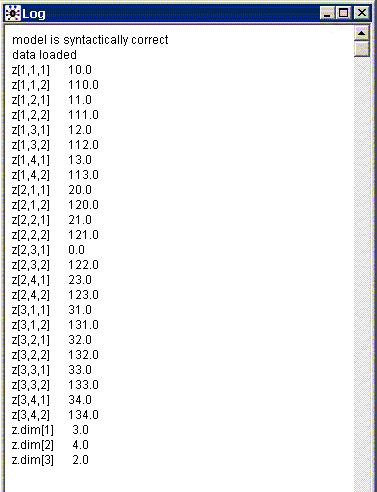 Log
model is syntactically correct
data loaded
z[1,1,1] 10.0
z[1,1,2] 110.0
z[1,2,1] 11.0
z[1,2,2] 111.0
z[1,3,1] 12.0
z[1,3,2] 112.0
z[1,4,1] 13.0
z[1,4,2] 113.0
z[2,1,1] 20.0
z[2,1,2] 120.0
z[2,2,1] 21.0
z[2,2,2] 121.0
z[2,3,1] 0.0
z[2,3,2] 122.0
z[2,4,1] 23.0
z[2,4,2] 123.0
z[3,1,1] 31.0
z[3,1,2] 131.0
z[3,2,1] 32.0
z[3,2,2] 132.0
z[3,3,1] 33.0
z[3,3,2] 133.0
z[3,4,1] 34.0
z[3,4,2] 134.0
z.dim[1] 3.0
z.dim[2] 4.0
z.dim[3] 2.0